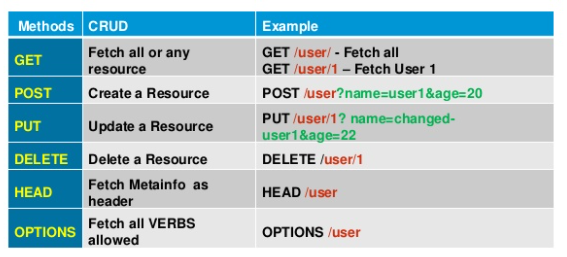 Methods CRUD Example
GET Fetch all or any resource GET /user/ - Fetch all
GET /user/1 – Fetch User 1
POST Create a Resource POST /user?name=user1&age=20
PUT Update a Resource PUT /user/1? name=changed-
user1&age=22
DELETE Delete a Resource DELETE /user/1
HEAD Fetch Metainfo as header HEAD /user
OPTIONS Fetch all VERBS allowed OPTIONS /user